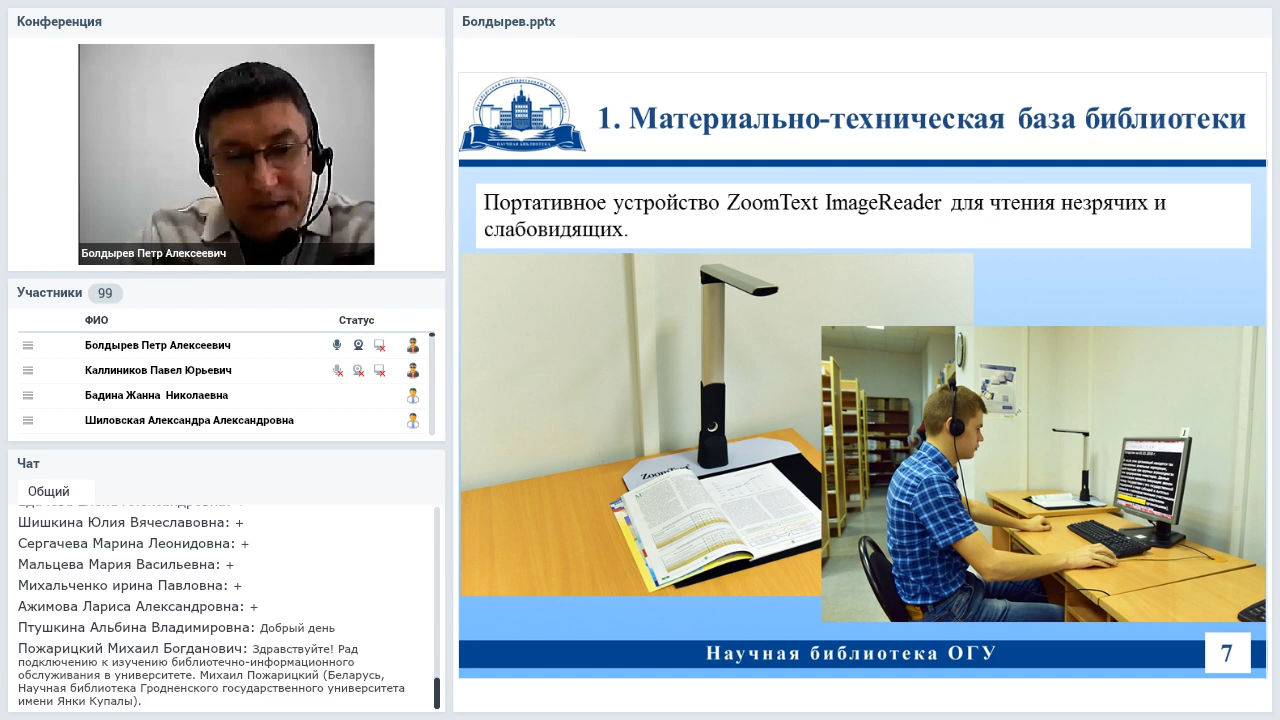 Конференция
Болдырев Петр Алексеевич
Участники 99
ФИО Статус
Болдырев Петр Алексеевич
Каллиников Павел Юрьевич
Бадина Жанна Николаевна
Шиловская Александра Александровна
Чат
Общий
Шишкина Юлия Вячеславовна: +
Сергачева Марина Леонидовна: +
Мальцева Мария Васильевна: +
Михальченко ирина Павловна: +
Ажимова Лариса Александровна: +
Птушкина Альбина Владимировна: Добрый день
Пожарицкий Михаил Богданович: Здравствуйте! Рад
подключению к изучению библиотечно-информационного
обслуживания в университете. Михаил Пожарицкий (Беларусь,
Научная библиотека Гродненского государственного университета
имени Янки Купалы).
Болдырев.pptx
НАУЧНАЯ БИБЛИОТЕКА
1. Материально-техническая база библиотеки
Портативное устройство ZoomText ImageReader для чтения незрячих и
слабовидящих.
ZoomText
Научная библиотека ОГУ
7